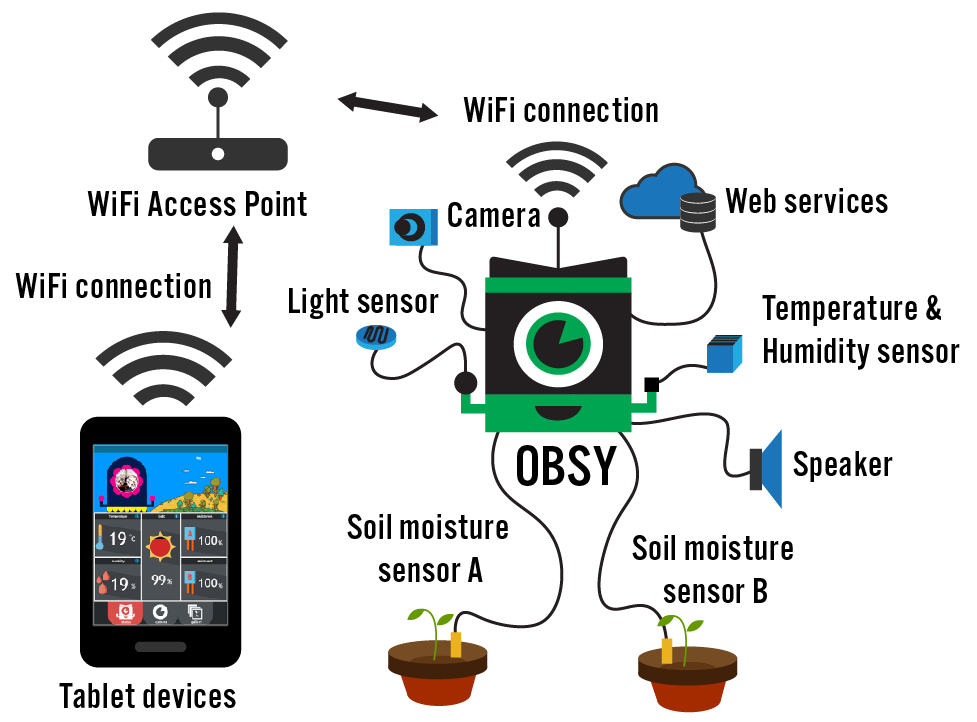 WiFi connection
WiFi Access Point
Camera
Web services
WiFi connection
Light sensor
Temperature &
Humidity sensor
OBSY
Speaker
Soil moisture
sensor A
Soil moisture
sensor B
Temperature
19 °C
99%
A
100%
19 %
B
100%
Tablet devices